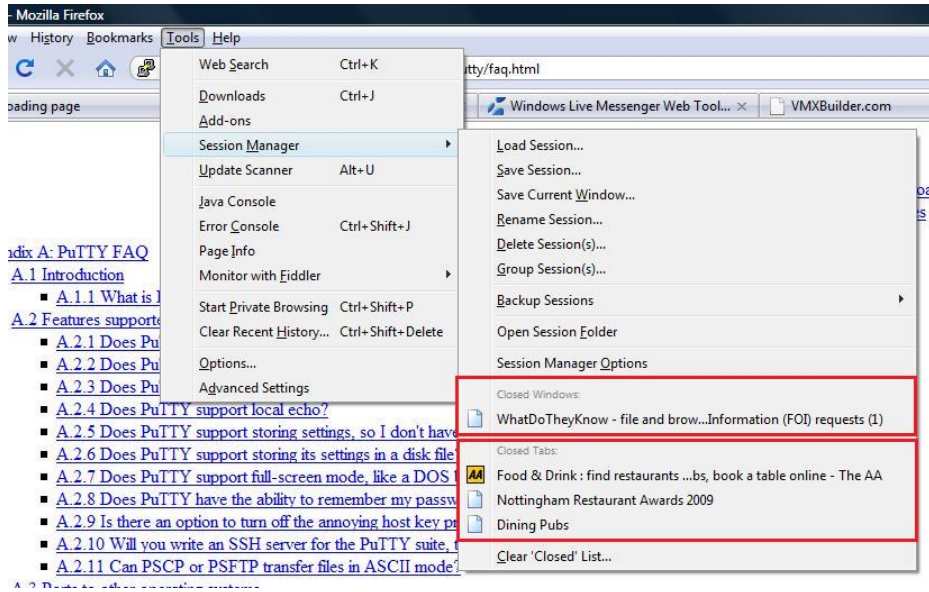 - Mozilla Firefox
w History Bookmarks Tools Help
tty/faq.html
oading page
Windows Live Messenger Web Tool...
VMXBuilder.com
Web Search Ctrl+K
Downloads Ctrl+J
Add-ons
Session Manager
Update Scanner Alt+U
Java Console
Error Console Ctrl+Shift+J
Page Info
Monitor with Fiddler
Start Private Browsing Ctrl+Shift+P
Clear Recent History... Ctrl+Shift+Delete
Options...
Advanced Settings
Load Session...
Save Session...
Save Current Window...
Rename Session...
Delete Session(s)...
Group Session(s)...
Backup Sessions
Open Session Folder
Session Manager Options
Closed Windows:
WhatDoTheyKnow - file and brow...Information (FOI) requests (1)
Closed Tabs:
AA Food & Drink : find restaurants ...bs, book a table online - The AA
Nottingham Restaurant Awards 2009
Dining Pubs
Clear 'Closed' List...
ndix A: PuTTY FAQ
A.1 Introduction
A.1.1 What is
A.2 Features supporte
A.2.1 Does Pu
A.2.2 Does Pu
A.2.3 Does Pu
A.2.4 Does PuTTY support local echo?
A.2.5 Does PuTTY support storing settings, so I don't have
A.2.6 Does PuTTY support storing its settings in a disk file
A.2.7 Does PuTTY support full-screen mode, like a DOS
A.2.8 Does PuTTY have the ability to remember my passw
A.2.9 Is there an option to turn off the annoying host key pr
A.2.10 Will you write an SSH server for the PuTTY suite,
A.2.11 Can PSCP or PSFTP transfer files in ASCII mode?